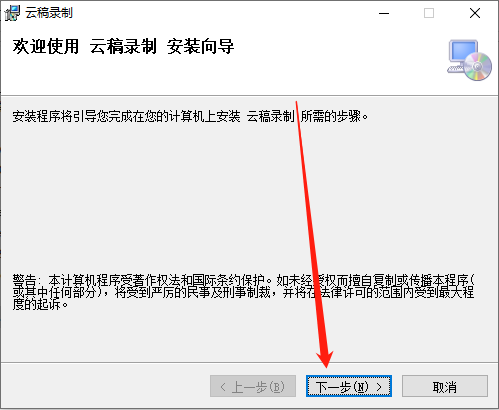 云稿录制
欢迎使用 云稿录制 安装向导
安装程序将引导您完成在您的计算机上安装 云稿录制 所需的步骤。
警告: 本计算机程序受著作权法和国际条约保护。如未经授权而擅自复制或传播本程序(
或其中任何部分)，将受到严厉的民事及刑事制裁，并将在法律许可的范围内受到最大程
度的起诉。
< 上一步(B)
下一步(N) >
取消